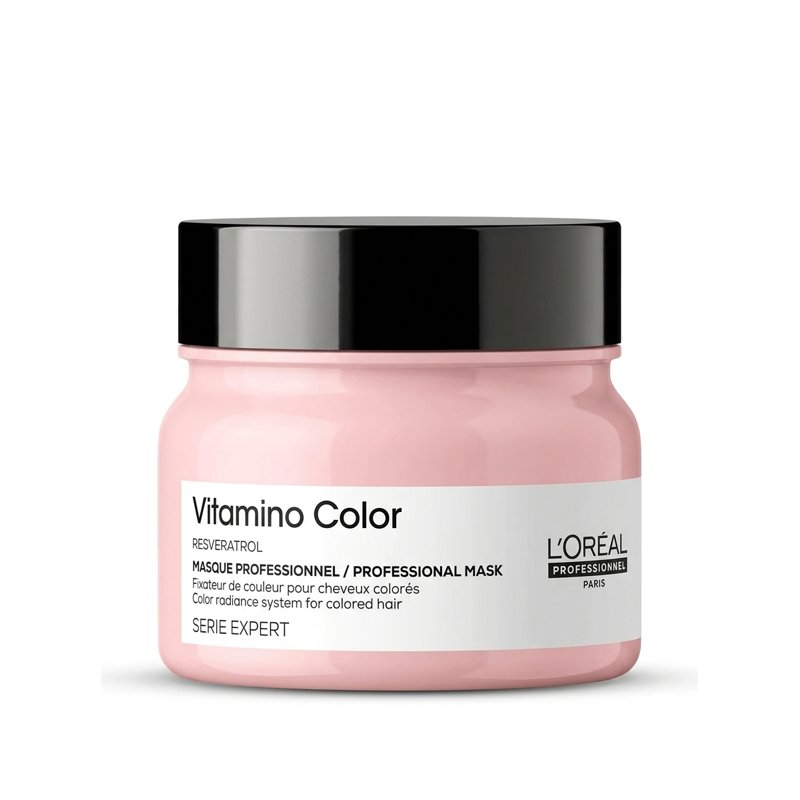 Vitamino Color
RESVERATROL
MASQUE PROFESSIONNEL / PROFESSIONAL MASK
Fixateur de couleur pour cheveux colorés
Color radiance system for colored hair
SERIE EXPERT
L'ORÉAL
PROFESSIONNEL
PARIS